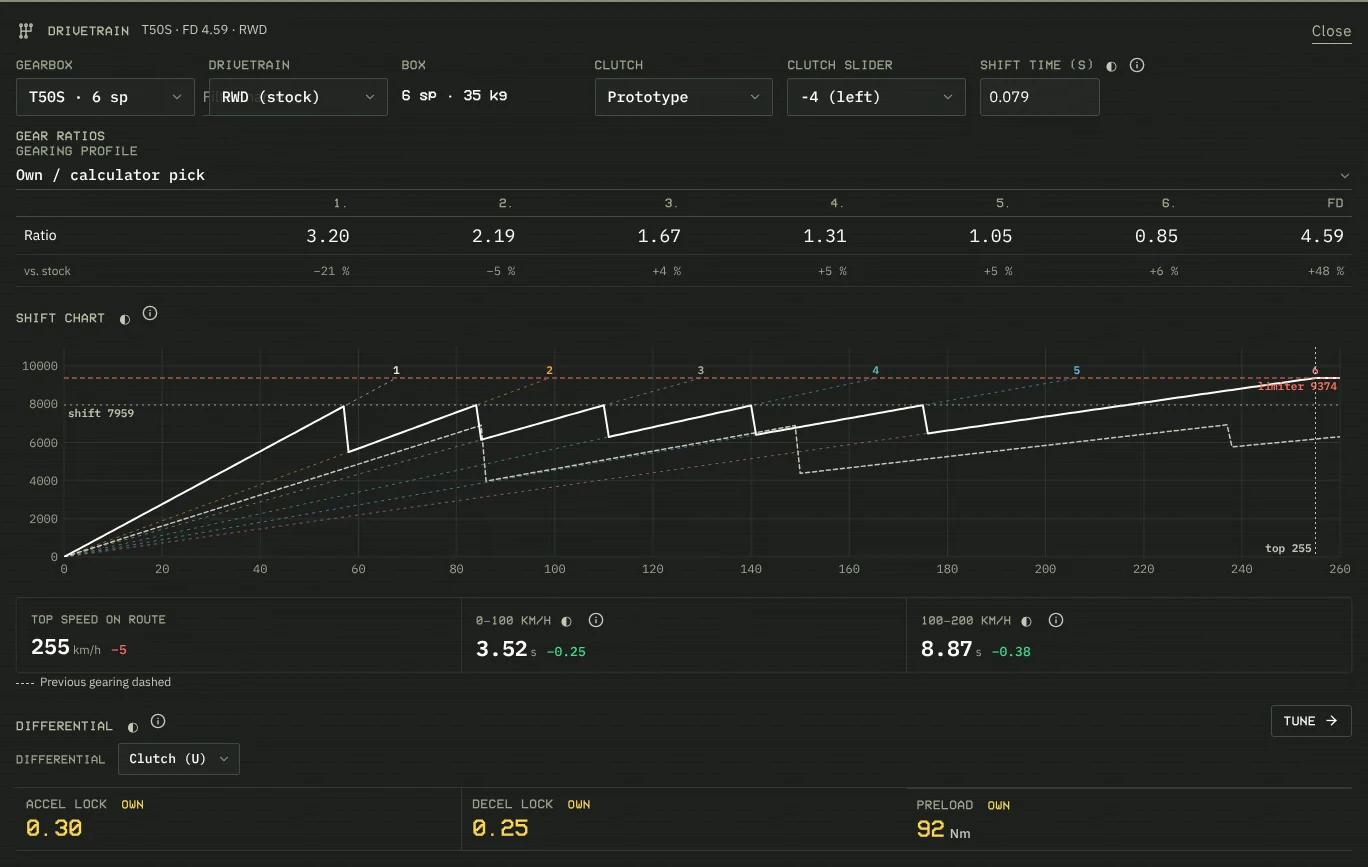 DRIVETRAIN T50S · FD 4.59 · RWD
Close
GEARBOX DRIVETRAIN BOX CLUTCH CLUTCH SLIDER SHIFT TIME (S)
T50S · 6 sp RWD (stock) 6 sp · 35 kg Prototype -4 (left) 0.079
GEAR RATIOS
GEARING PROFILE
Own / calculator pick
1. 2. 3. 4. 5. 6. FD
Ratio 3.20 2.19 1.67 1.31 1.05 0.85 4.59
vs. stock −21 % −5 % +4 % +5 % +5 % +6 % +48 %
SHIFT CHART
10000 1 2 3 4 5 6
limiter 9374
8000 shift 7959
6000
4000
2000
0 top 255
0 20 40 60 80 100 120 140 160 180 200 220 240 260
TOP SPEED ON ROUTE 0–100 KM/H 100–200 KM/H
255 km/h −5 3.52 s −0.25 8.87 s −0.38
Previous gearing dashed
DIFFERENTIAL
TUNE →
DIFFERENTIAL Clutch (U)
ACCEL LOCK OWN DECEL LOCK OWN PRELOAD OWN
0.30 0.25 92 Nm